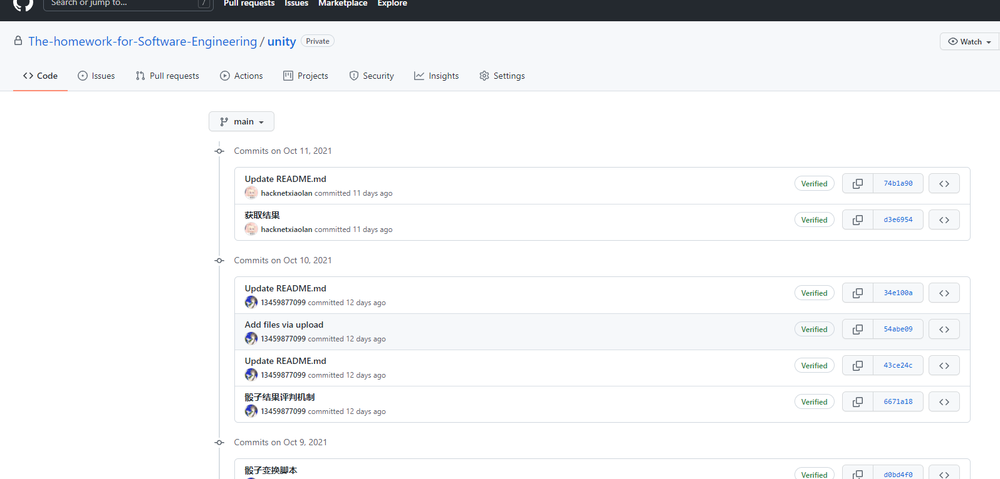 Search or jump to... /
Pull requests Issues Marketplace Explore
The-homework-for-Software-Engineering / unity Private
Watch
Code Issues Pull requests Actions Projects Security Insights Settings
main
Commits on Oct 11, 2021
Update README.md
hacknetxiaolan committed 11 days ago
Verified 74b1a90
获取结果
hacknetxiaolan committed 11 days ago
Verified d3e6954
Commits on Oct 10, 2021
Update README.md
13459877099 committed 12 days ago
Verified 34e100a
Add files via upload
13459877099 committed 12 days ago
Verified 54abe09
Update README.md
13459877099 committed 12 days ago
Verified 43ce24c
骰子结果评判机制
13459877099 committed 12 days ago
Verified 6671a18
Commits on Oct 9, 2021
骰子变换脚本
Verified d0bd4f0